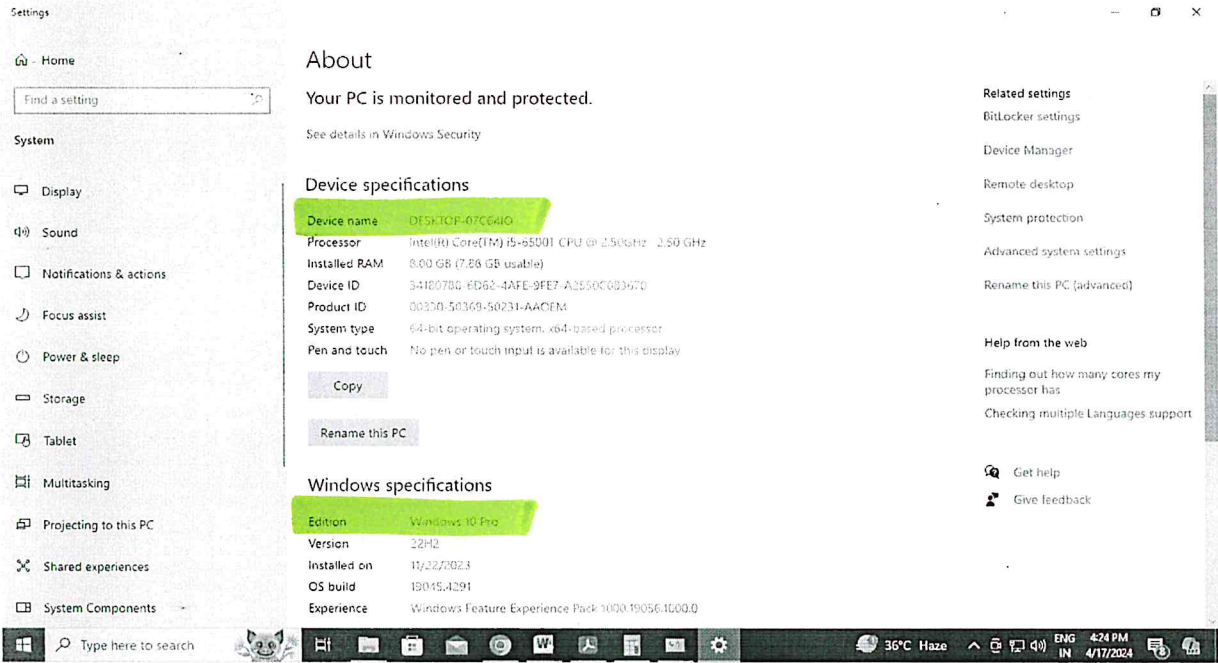 Settings
Home
Find a setting
System
Display
Sound
Notifications & actions
Focus assist
Power & sleep
Storage
Tablet
Multitasking
Projecting to this PC
Shared experiences
System Components
About
Your PC is monitored and protected.
See details in Windows Security
Device specifications
Device name DESKTOP-07C64IO
Processor Intel(R) Core(TM) i5-6500T CPU @ 2.50GHz 2.50 GHz
Installed RAM 8.00 GB (7.88 GB usable)
Device ID
Product ID 00330-50369-50231-AAOEM
System type 64-bit operating system, x64-based processor
Pen and touch No pen or touch input is available for this display
Copy
Rename this PC
Windows specifications
Edition Windows 10 Pro
Version 22H2
Installed on 11/22/2023
OS build 19045.4291
Experience Windows Feature Experience Pack 1000.19056.1000.0
Related settings
BitLocker settings
Device Manager
Remote desktop
System protection
Advanced system settings
Rename this PC (advanced)
Help from the web
Finding out how many cores my
processor has
Checking multiple Languages support
Get help
Give feedback
Type here to search
36°C Haze
ENG
IN
4:24 PM
4/17/2024